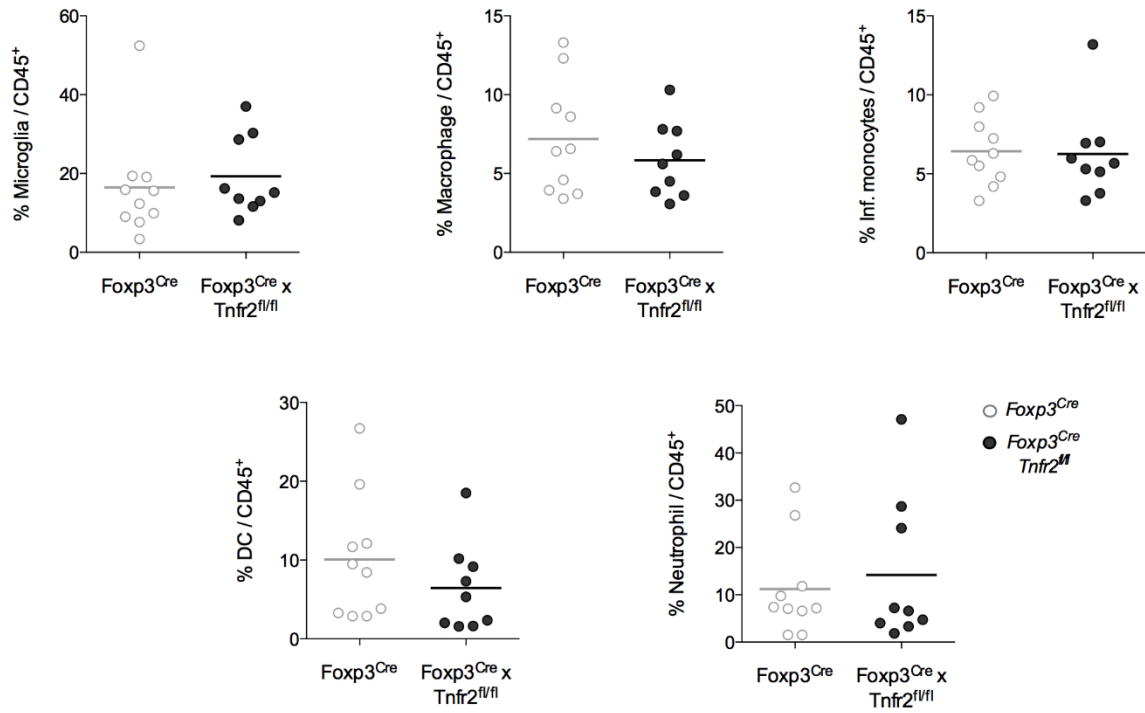 % Microglia / CD45⁺
60
40
20
0
Foxp3ᶜʳᵉ
Foxp3ᶜʳᵉ x
Tnfr2ᶠˡ/ᶠˡ
% Macrophage / CD45⁺
15
10
5
0
Foxp3ᶜʳᵉ
Foxp3ᶜʳᵉ x
Tnfr2ᶠˡ/ᶠˡ
% Inf. monocytes / CD45⁺
15
10
5
0
Foxp3ᶜʳᵉ
Foxp3ᶜʳᵉ x
Tnfr2ᶠˡ/ᶠˡ
% DC / CD45⁺
30
20
10
0
Foxp3ᶜʳᵉ
Foxp3ᶜʳᵉ x
Tnfr2ᶠˡ/ᶠˡ
% Neutrophil / CD45⁺
50
40
30
20
10
0
Foxp3ᶜʳᵉ
Foxp3ᶜʳᵉ x
Tnfr2ᶠˡ/ᶠˡ
Foxp3ᶜʳᵉ
Foxp3ᶜʳᵉ